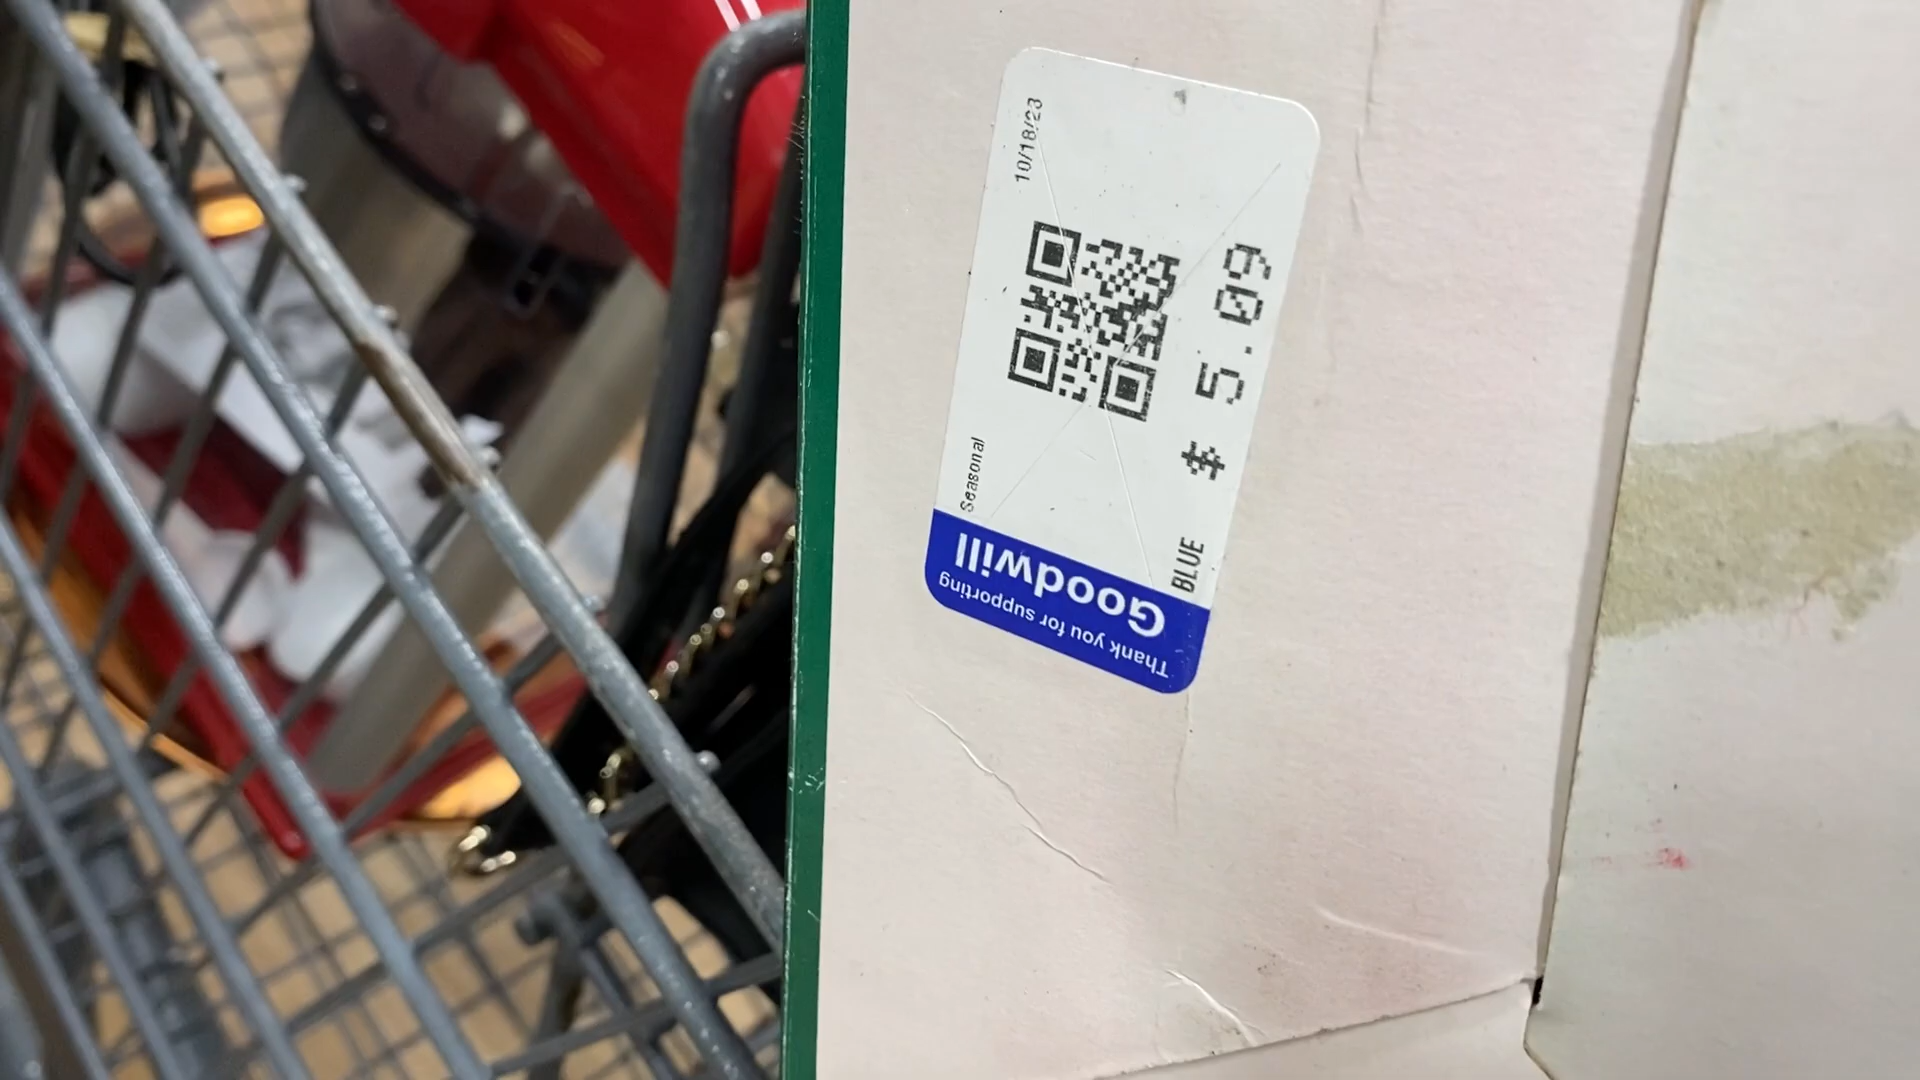 Thank you for supporting
Goodwill
Seasonal
10/18/23
BLUE $ 5.09